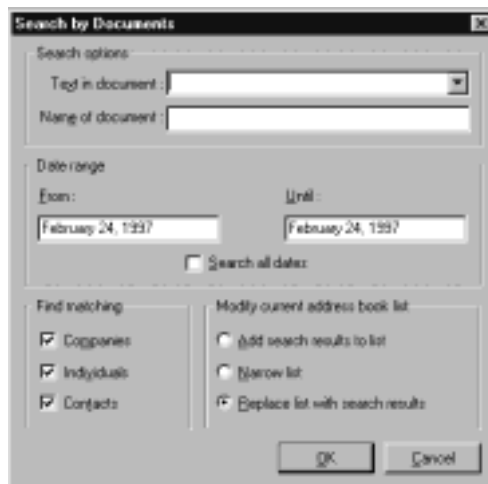 Search by Documents
Search options
Text in document :
Name of document :
Date range
From :
Until :
February 24, 1997
February 24, 1997
Search all dates
Find matching
Modify current address book list
Companies
Add search results to list
Individuals
Narrow list
Contacts
Replace list with search results
OK
Cancel